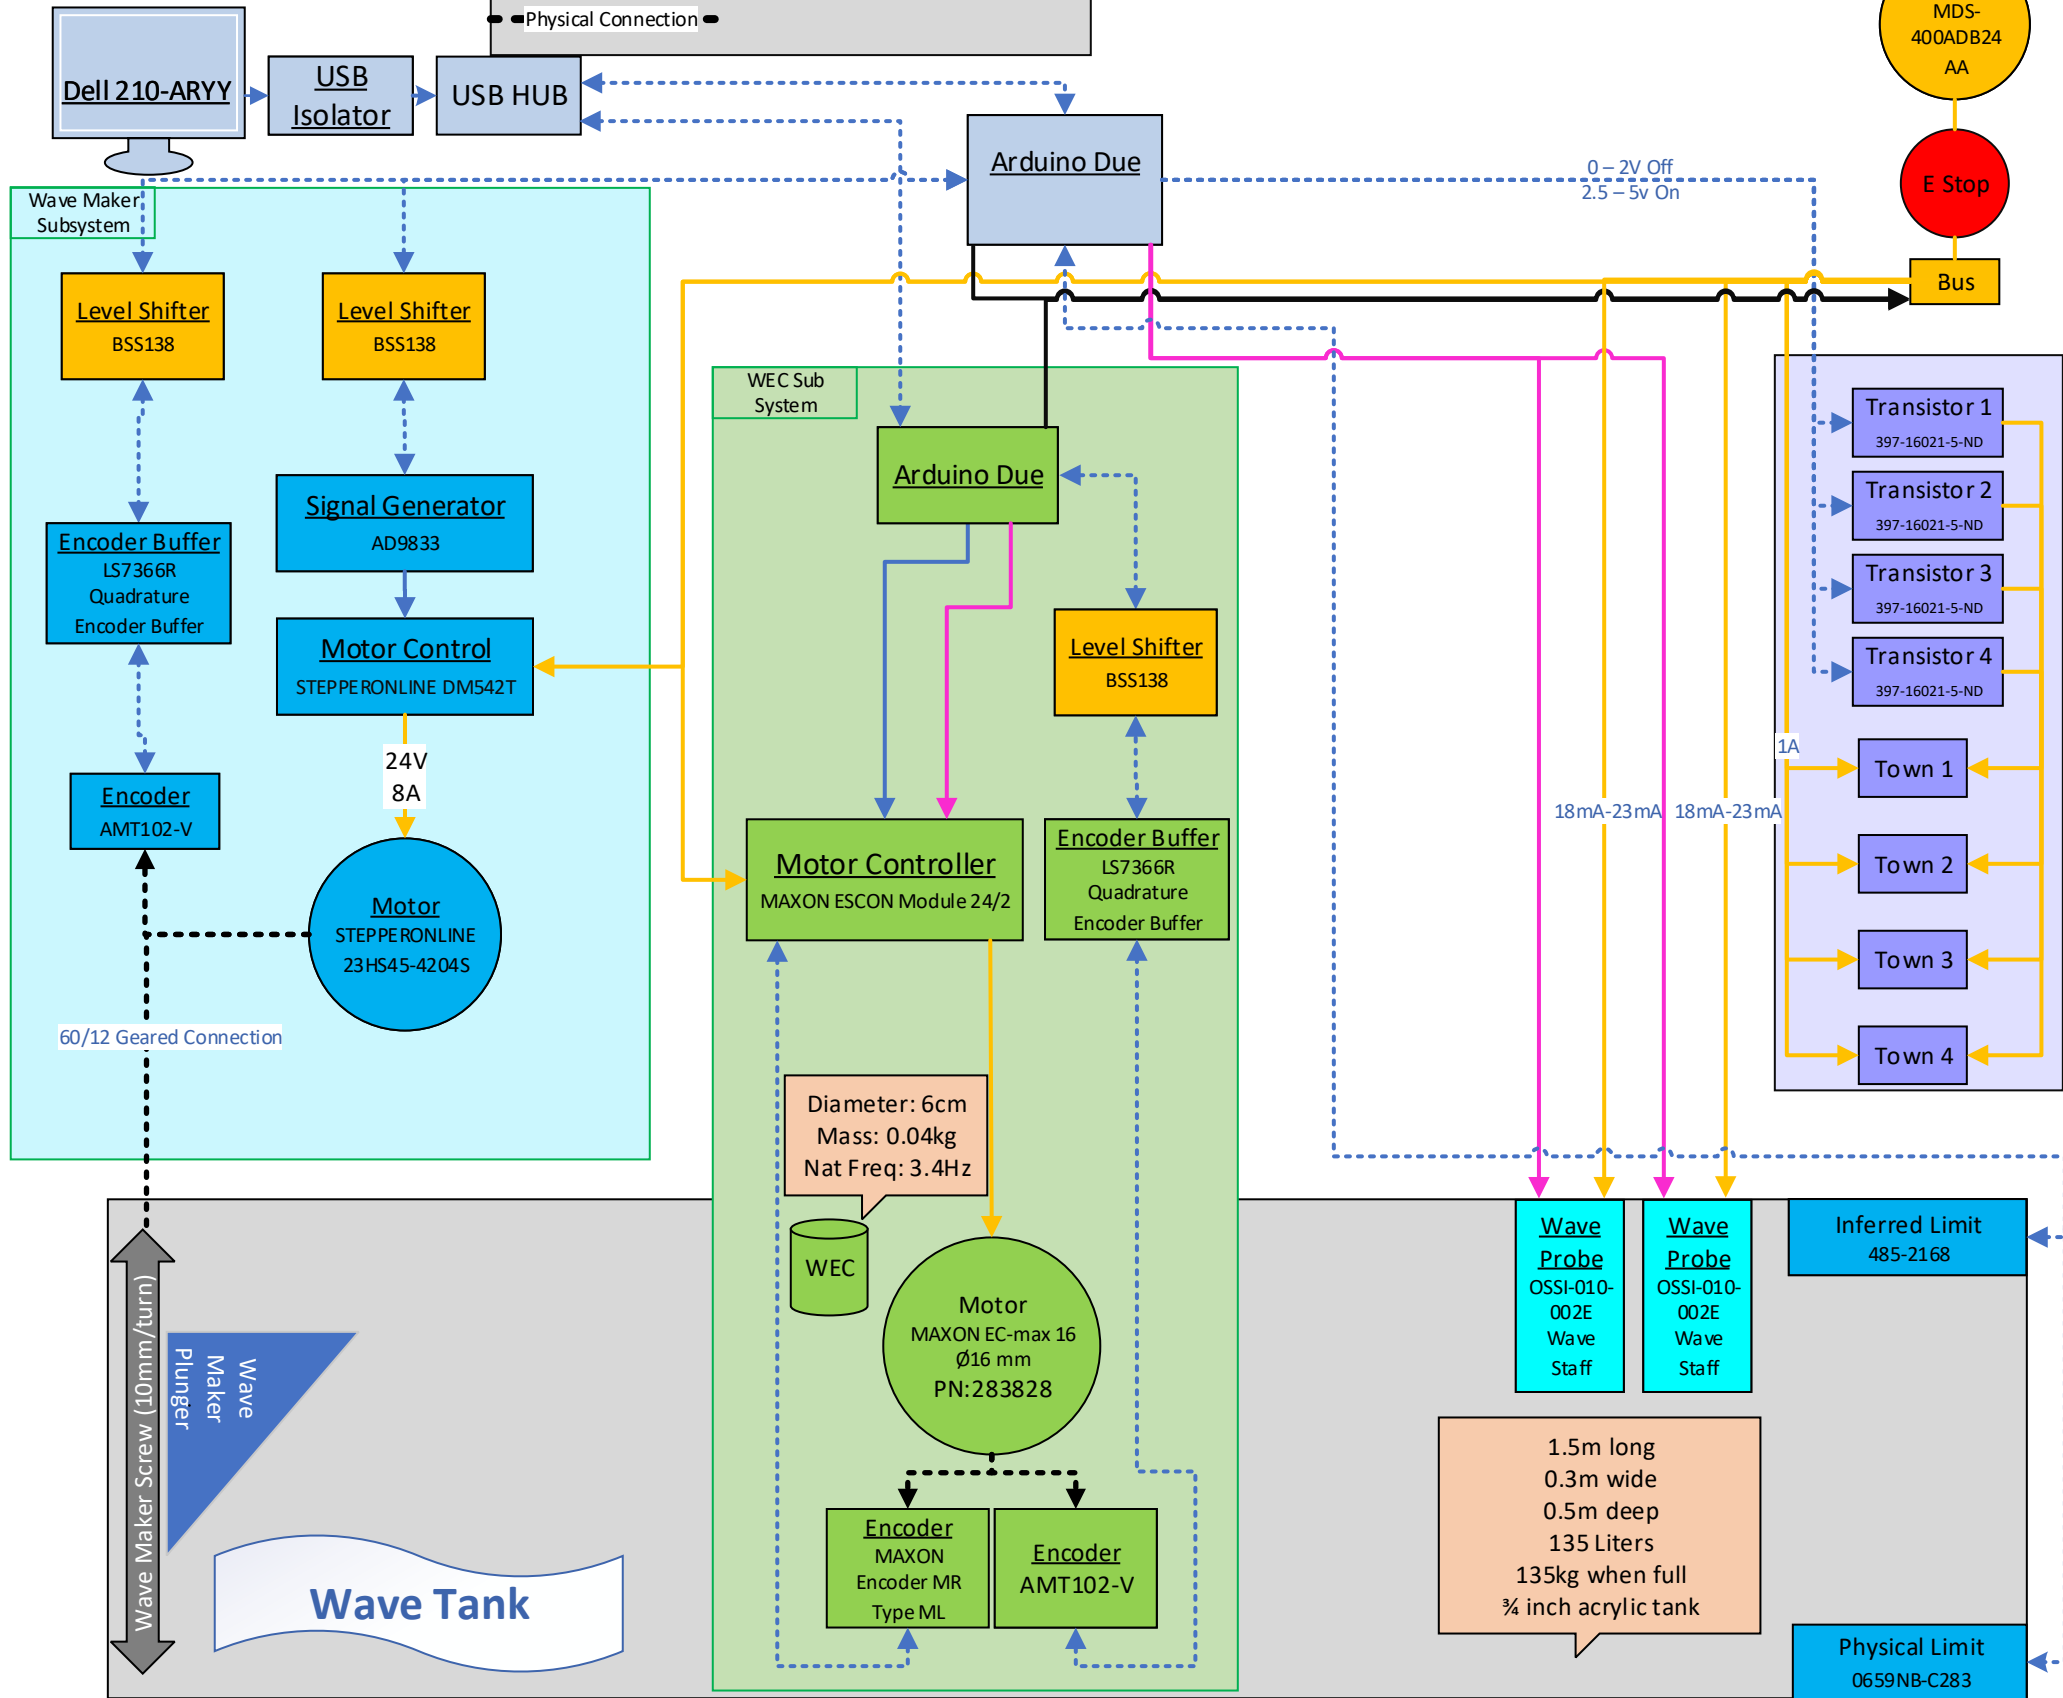 Physical Connection
MDS-
400ADB24
AA
Dell 210-ARYY
USB
Isolator
USB HUB
Arduino Due
0 – 2V Off
2.5 – 5v On
E Stop
Bus
Wave Maker
Subsystem
Level Shifter
BSS138
Level Shifter
BSS138
Signal Generator
AD9833
Encoder Buffer
LS7366R
Quadrature
Encoder Buffer
Motor Control
STEPPERONLINE DM542T
24V
8A
Encoder
AMT102-V
Motor
STEPPERONLINE
23HS45-4204S
60/12 Geared Connection
WEC Sub
System
Arduino Due
Level Shifter
BSS138
Motor Controller
MAXON ESCON Module 24/2
Encoder Buffer
LS7366R
Quadrature
Encoder Buffer
Diameter: 6cm
Mass: 0.04kg
Nat Freq: 3.4Hz
WEC
Motor
MAXON EC-max 16
Ø16 mm
PN:283828
Encoder
MAXON
Encoder MR
Type ML
Encoder
AMT102-V
Transistor 1
397-16021-5-ND
Transistor 2
397-16021-5-ND
Transistor 3
397-16021-5-ND
Transistor 4
397-16021-5-ND
1A
Town 1
Town 2
Town 3
Town 4
18mA-23mA
18mA-23mA
Wave
Probe
OSSI-010-
002E
Wave
Staff
Wave
Probe
OSSI-010-
002E
Wave
Staff
Inferred Limit
485-2168
1.5m long
0.3m wide
0.5m deep
135 Liters
135kg when full
¾ inch acrylic tank
Physical Limit
0659NB-C283
Wave Maker Screw (10mm/turn)
Wave
Maker
Plunger
Wave Tank